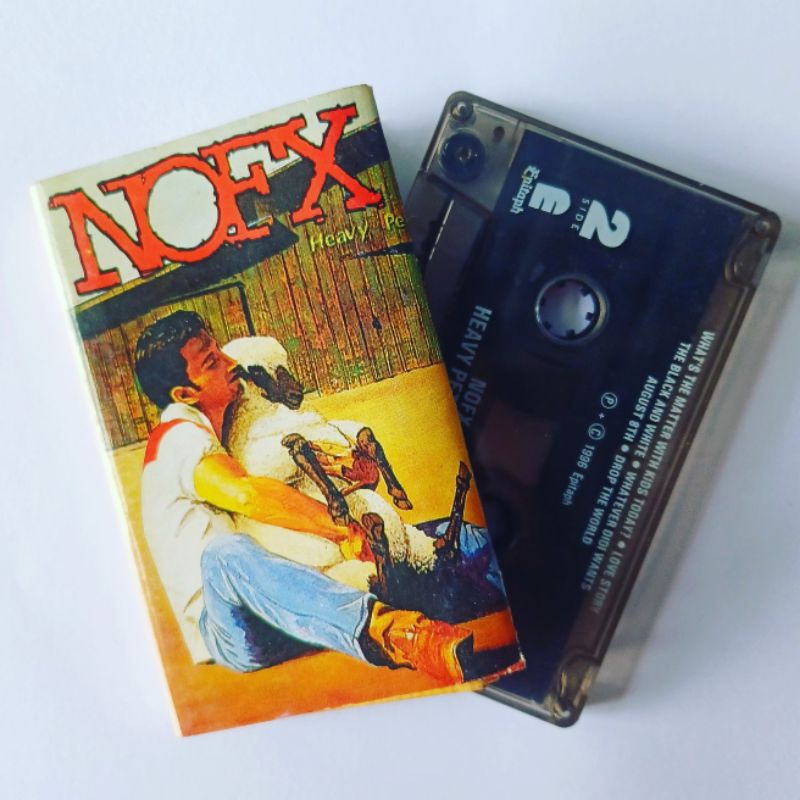 NOFX
Heavy Pe
Epitaph
SIDE
2
NOFX
HEAVY PE
WHAT'S THE MATTER WITH KIDS TODAY? • LOVE STORY
THE BLACK AND WHITE • WHATEVER DIDI WANTS
AUGUST 8TH • DROP THE WORLD
℗ + © 1996 Epitaph